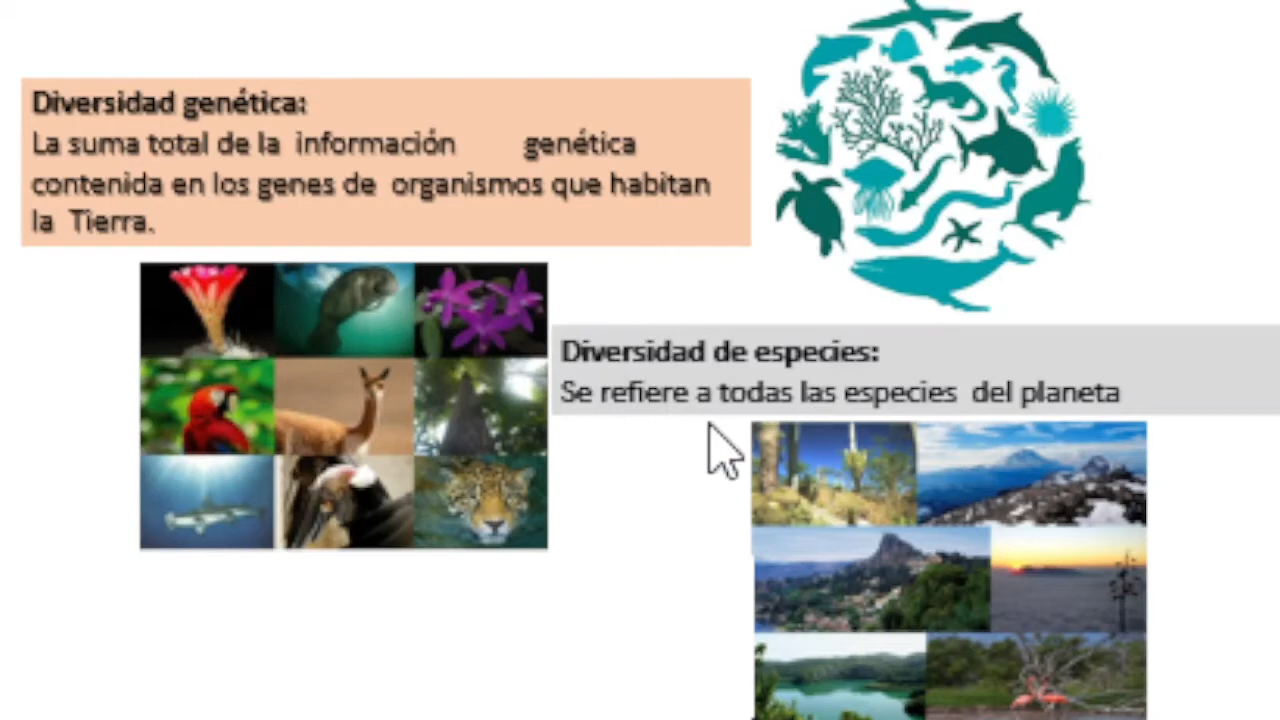 Diversidad genética:
La suma total de la información genética
contenida en los genes de organismos que habitan
la Tierra.
Diversidad de especies:
Se refiere a todas las especies del planeta